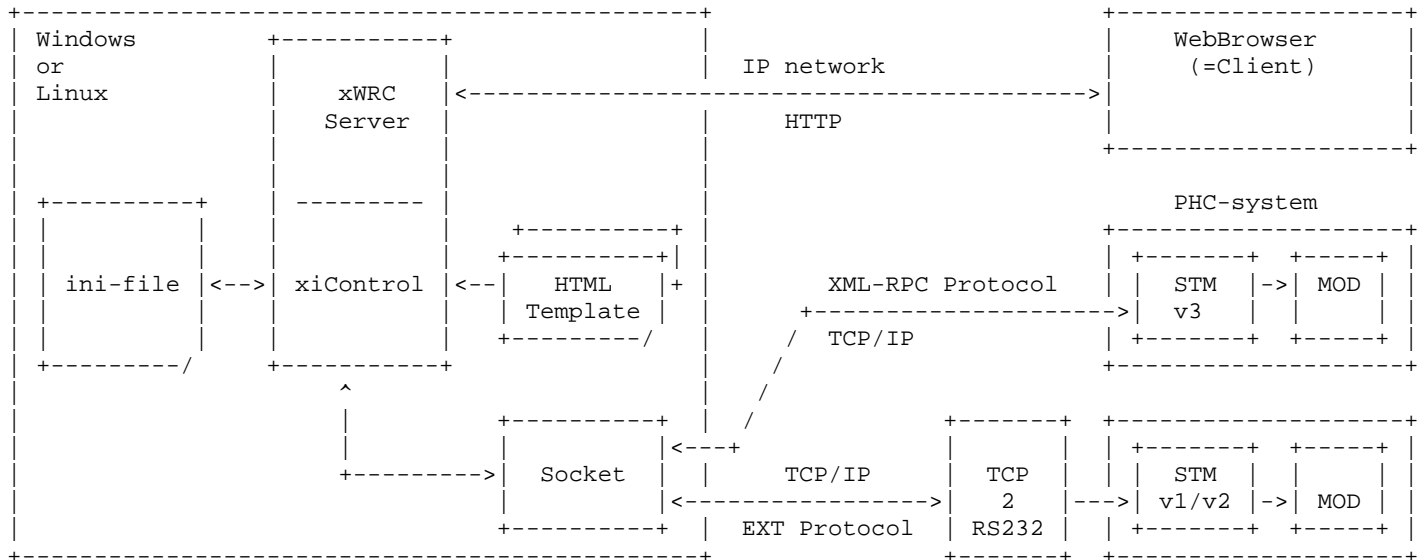 Windows
or
Linux
xWRC
Server
IP network
HTTP
WebBrowser
(=Client)
PHC-system
ini-file
xiControl
HTML
Template
XML-RPC Protocol
TCP/IP
STM
v3
MOD
Socket
TCP/IP
EXT Protocol
TCP
2
RS232
STM
v1/v2
MOD